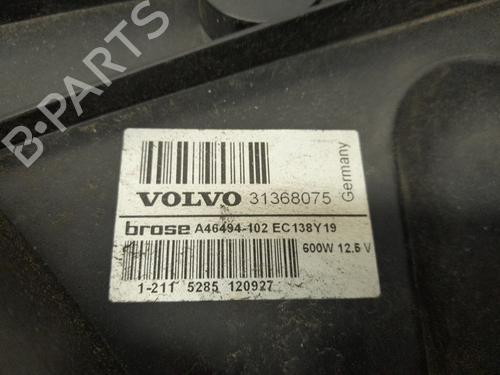 B-PARTS
VOLVO 31368075
Germany
brose A46494-102 EC138Y19
600W 12.5 V
1-211 5285 120927